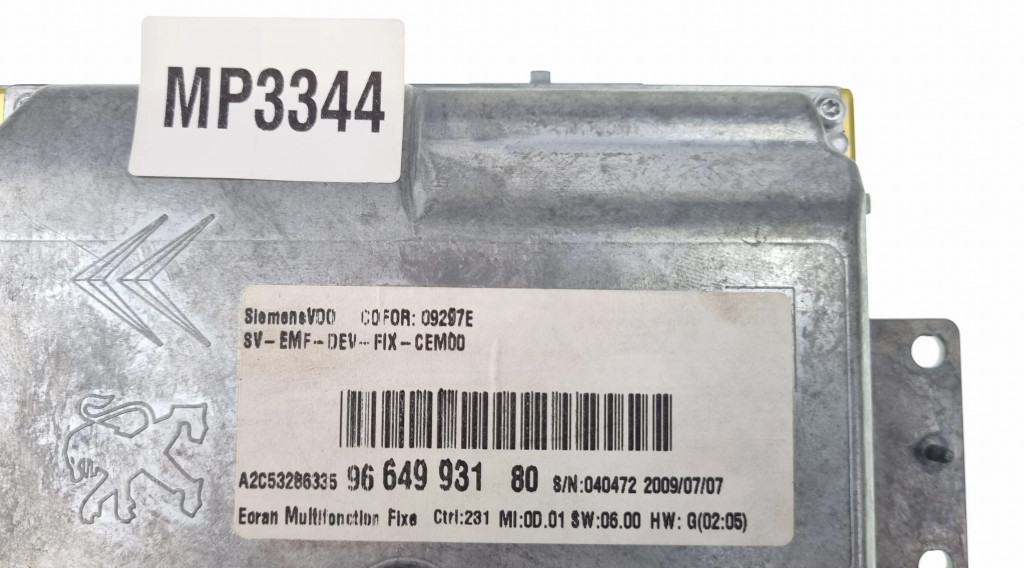 MP3344
SiemensVDO COFOR: 09297E
SV-EMF-DEV-FIX-CEM00
A2C53286335 96 649 931 80 S/N:040472 2009/07/07
Ecran Multifonction Fixe Ctrl:231 MI:0D.01 SW:06.00 HW: G(02:05)